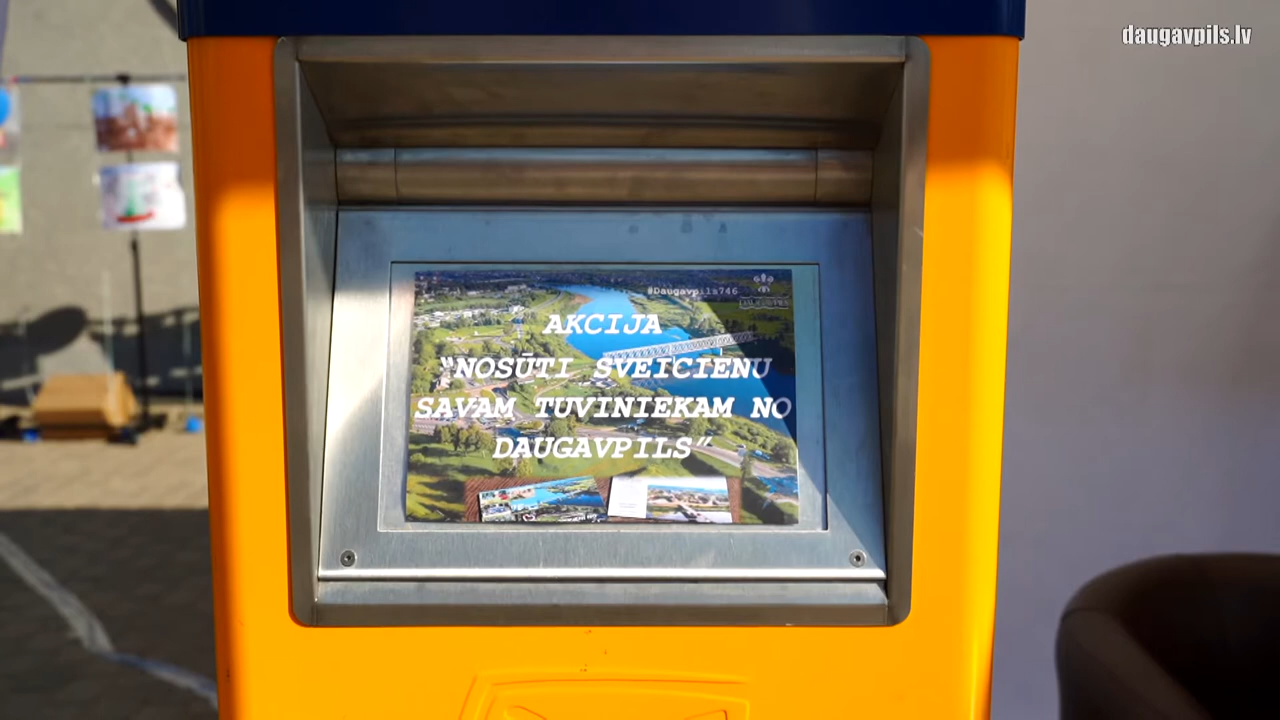 daugavpils.lv
#Daugavpils746
AKCIJA
“NOSŪTI SVEICIENU
SAVAM TUVINIEKAM NO
DAUGAVPILS”